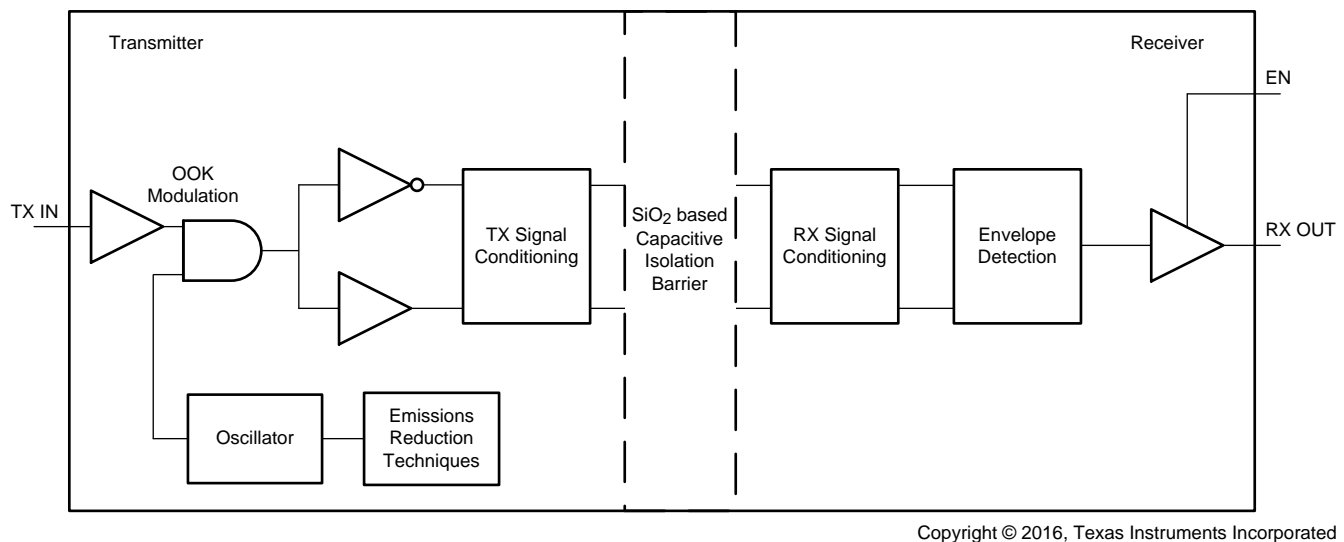 Transmitter
Receiver
EN
OOK
Modulation
TX IN
TX Signal
Conditioning
SiO2 based
Capacitive
Isolation
Barrier
RX Signal
Conditioning
Envelope
Detection
RX OUT
Oscillator
Emissions
Reduction
Techniques
Copyright © 2016, Texas Instruments Incorporated